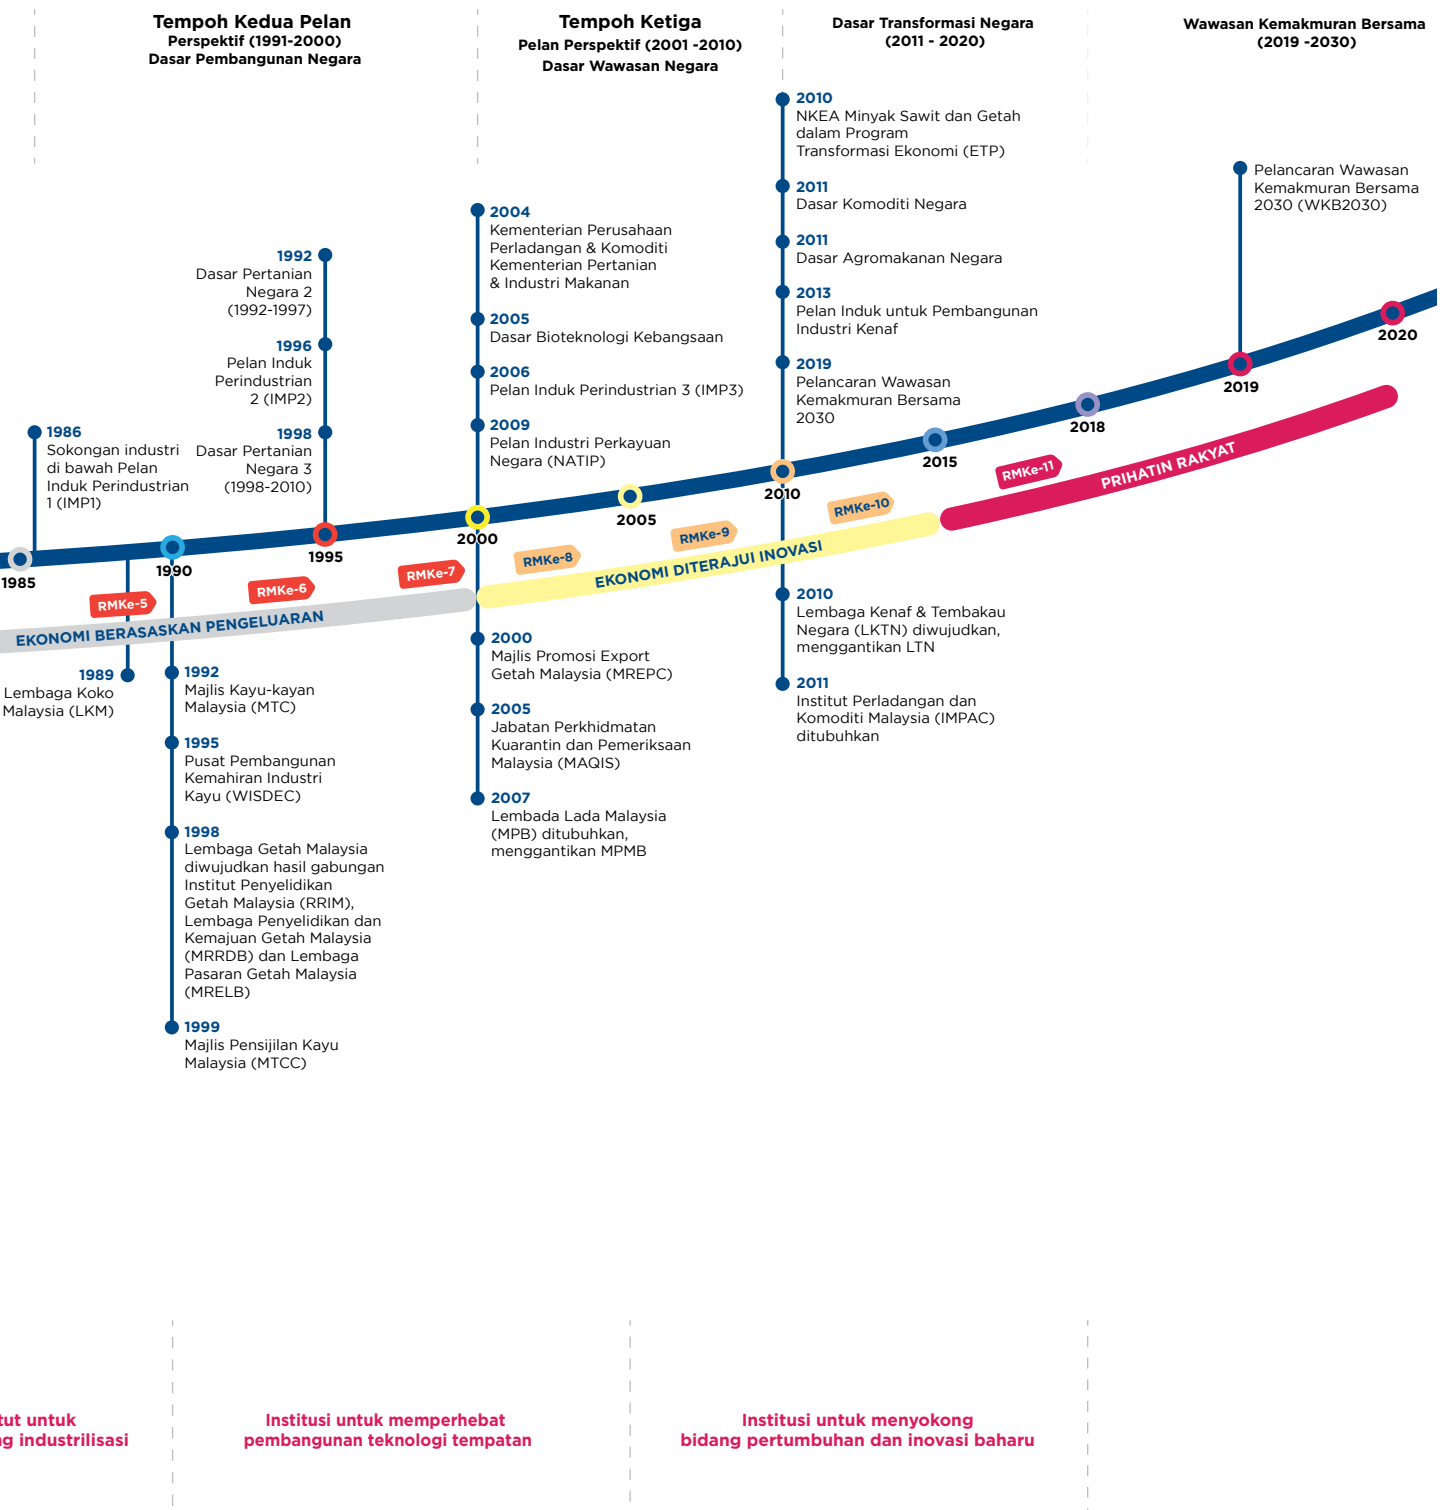 Tempoh Kedua Pelan
Perspektif (1991-2000)
Dasar Pembangunan Negara
Tempoh Ketiga
Pelan Perspektif (2001 -2010)
Dasar Wawasan Negara
Dasar Transformasi Negara
(2011 - 2020)
Wawasan Kemakmuran Bersama
(2019 -2030)
1986
Sokongan industri
di bawah Pelan
Induk Perindustrian
1 (IMP1)
1992
Dasar Pertanian
Negara 2
(1992-1997)
1996
Pelan Induk
Perindustrian
2 (IMP2)
1998
Dasar Pertanian
Negara 3
(1998-2010)
2004
Kementerian Perusahaan
Perladangan & Komoditi
Kementerian Pertanian
& Industri Makanan
2005
Dasar Bioteknologi Kebangsaan
2006
Pelan Induk Perindustrian 3 (IMP3)
2009
Pelan Industri Perkayuan
Negara (NATIP)
2010
NKEA Minyak Sawit dan Getah
dalam Program
Transformasi Ekonomi (ETP)
2011
Dasar Komoditi Negara
2011
Dasar Agromakanan Negara
2013
Pelan Induk untuk Pembangunan
Industri Kenaf
2019
Pelancaran Wawasan
Kemakmuran Bersama
2030
Pelancaran Wawasan
Kemakmuran Bersama
2030 (WKB2030)
1985
1990
1995
2000
2005
2010
2015
2018
2019
2020
RMKe-5
RMKe-6
RMKe-7
RMKe-8
RMKe-9
RMKe-10
RMKe-11
EKONOMI BERASASKAN PENGELUARAN
EKONOMI DITERAJUI INOVASI
PRIHATIN RAKYAT
1989
Lembaga Koko
Malaysia (LKM)
1992
Majlis Kayu-kayan
Malaysia (MTC)
1995
Pusat Pembangunan
Kemahiran Industri
Kayu (WISDEC)
1998
Lembaga Getah Malaysia
diwujudkan hasil gabungan
Institut Penyelidikan
Getah Malaysia (RRIM),
Lembaga Penyelidikan dan
Kemajuan Getah Malaysia
(MRRDB) dan Lembaga
Pasaran Getah Malaysia
(MRELB)
1999
Majlis Pensijilan Kayu
Malaysia (MTCC)
2000
Majlis Promosi Export
Getah Malaysia (MREPC)
2005
Jabatan Perkhidmatan
Kuarantin dan Pemeriksaan
Malaysia (MAQIS)
2007
Lembada Lada Malaysia
(MPB) ditubuhkan,
menggantikan MPMB
2010
Lembaga Kenaf & Tembakau
Negara (LKTN) diwujudkan,
menggantikan LTN
2011
Institut Perladangan dan
Komoditi Malaysia (IMPAC)
ditubuhkan
tut untuk
g industrilisasi
Institusi untuk memperhebat
pembangunan teknologi tempatan
Institusi untuk menyokong
bidang pertumbuhan dan inovasi baharu